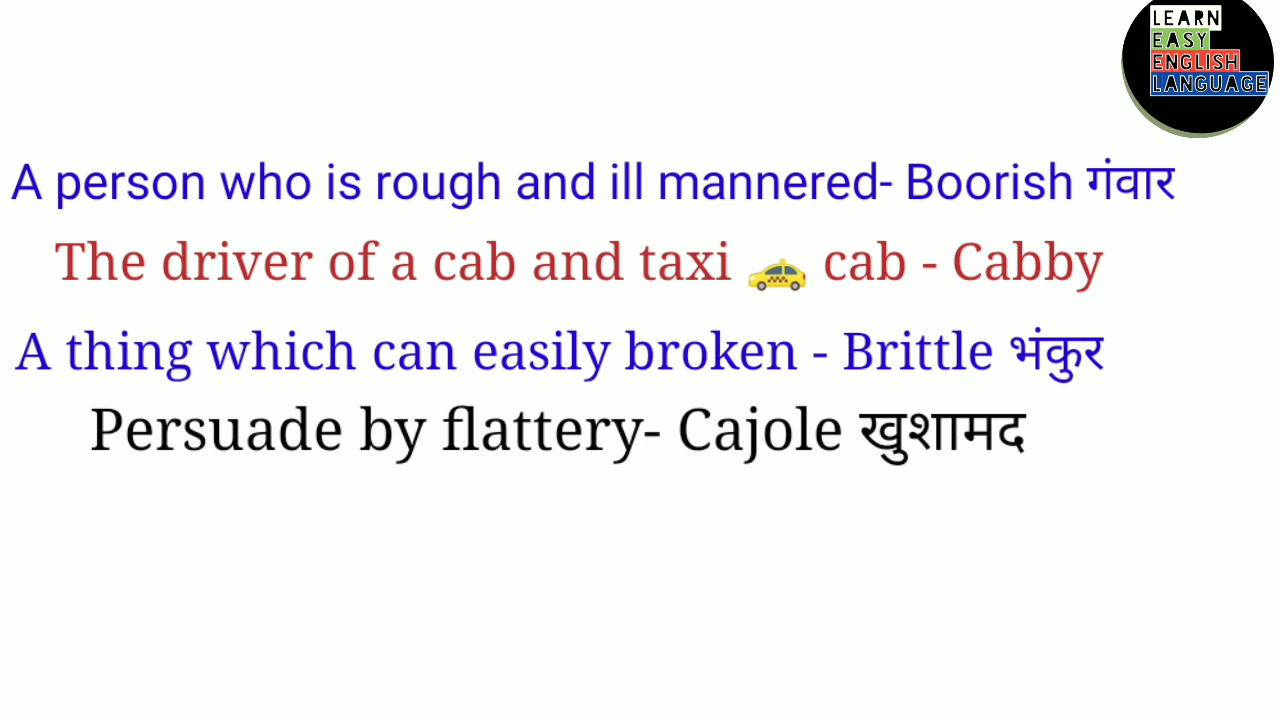 LEARN
EASY
ENGLISH
LANGUAGE
A person who is rough and ill mannered- Boorish गंवार
The driver of a cab and taxi 🚕 cab - Cabby
A thing which can easily broken - Brittle भंकुर
Persuade by flattery- Cajole खुशामद